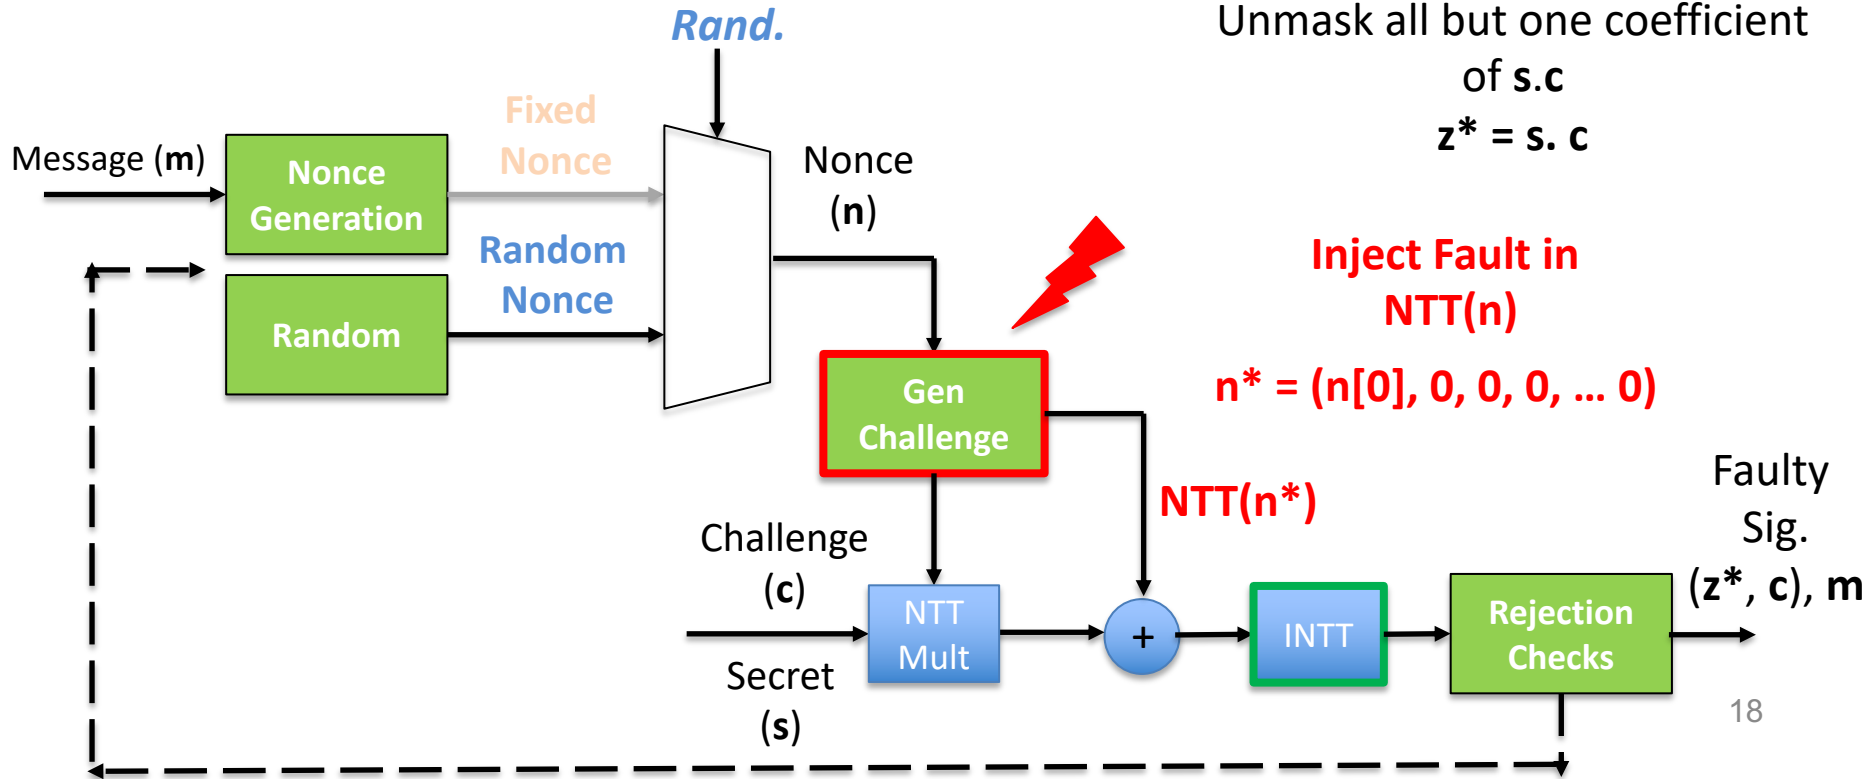 Rand.
Unmask all but one coefficient
of s.c
z* = s. c
Message (m)
Nonce
Generation
Fixed
Nonce
Nonce
(n)
Random
Nonce
Random
Inject Fault in
NTT(n)
n* = (n[0], 0, 0, 0, ... 0)
Gen
Challenge
NTT(n*)
Faulty
Sig.
(z*, c), m
Challenge
(c)
NTT
Mult
+
INTT
Rejection
Checks
Secret
(s)
18